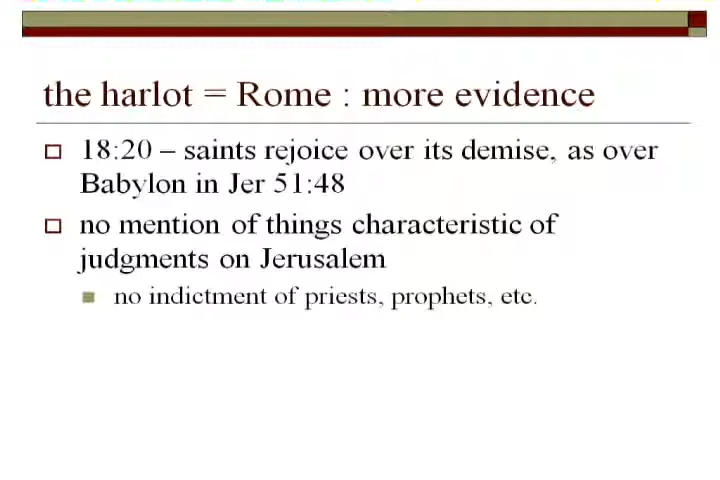 the harlot = Rome : more evidence
18:20 – saints rejoice over its demise, as over
Babylon in Jer 51:48
no mention of things characteristic of
judgments on Jerusalem
no indictment of priests, prophets, etc.